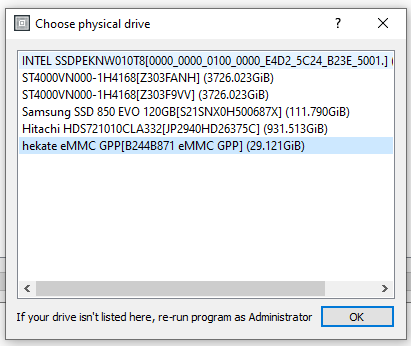 Choose physical drive
INTEL SSDPEKNW010T8[0000_0000_0100_0000_E4D2_5C24_B23E_5001.] (
ST4000VN000-1H4168[Z303FANH] (3726.023GiB)
ST4000VN000-1H4168[Z303F9VV] (3726.023GiB)
Samsung SSD 850 EVO 120GB[S21SNX0H500687X] (111.790GiB)
Hitachi HDS721010CLA332[JP2940HD26375C] (931.513GiB)
hekate eMMC GPP[B244B871 eMMC GPP] (29.121GiB)
If your drive isn't listed here, re-run program as Administrator
OK